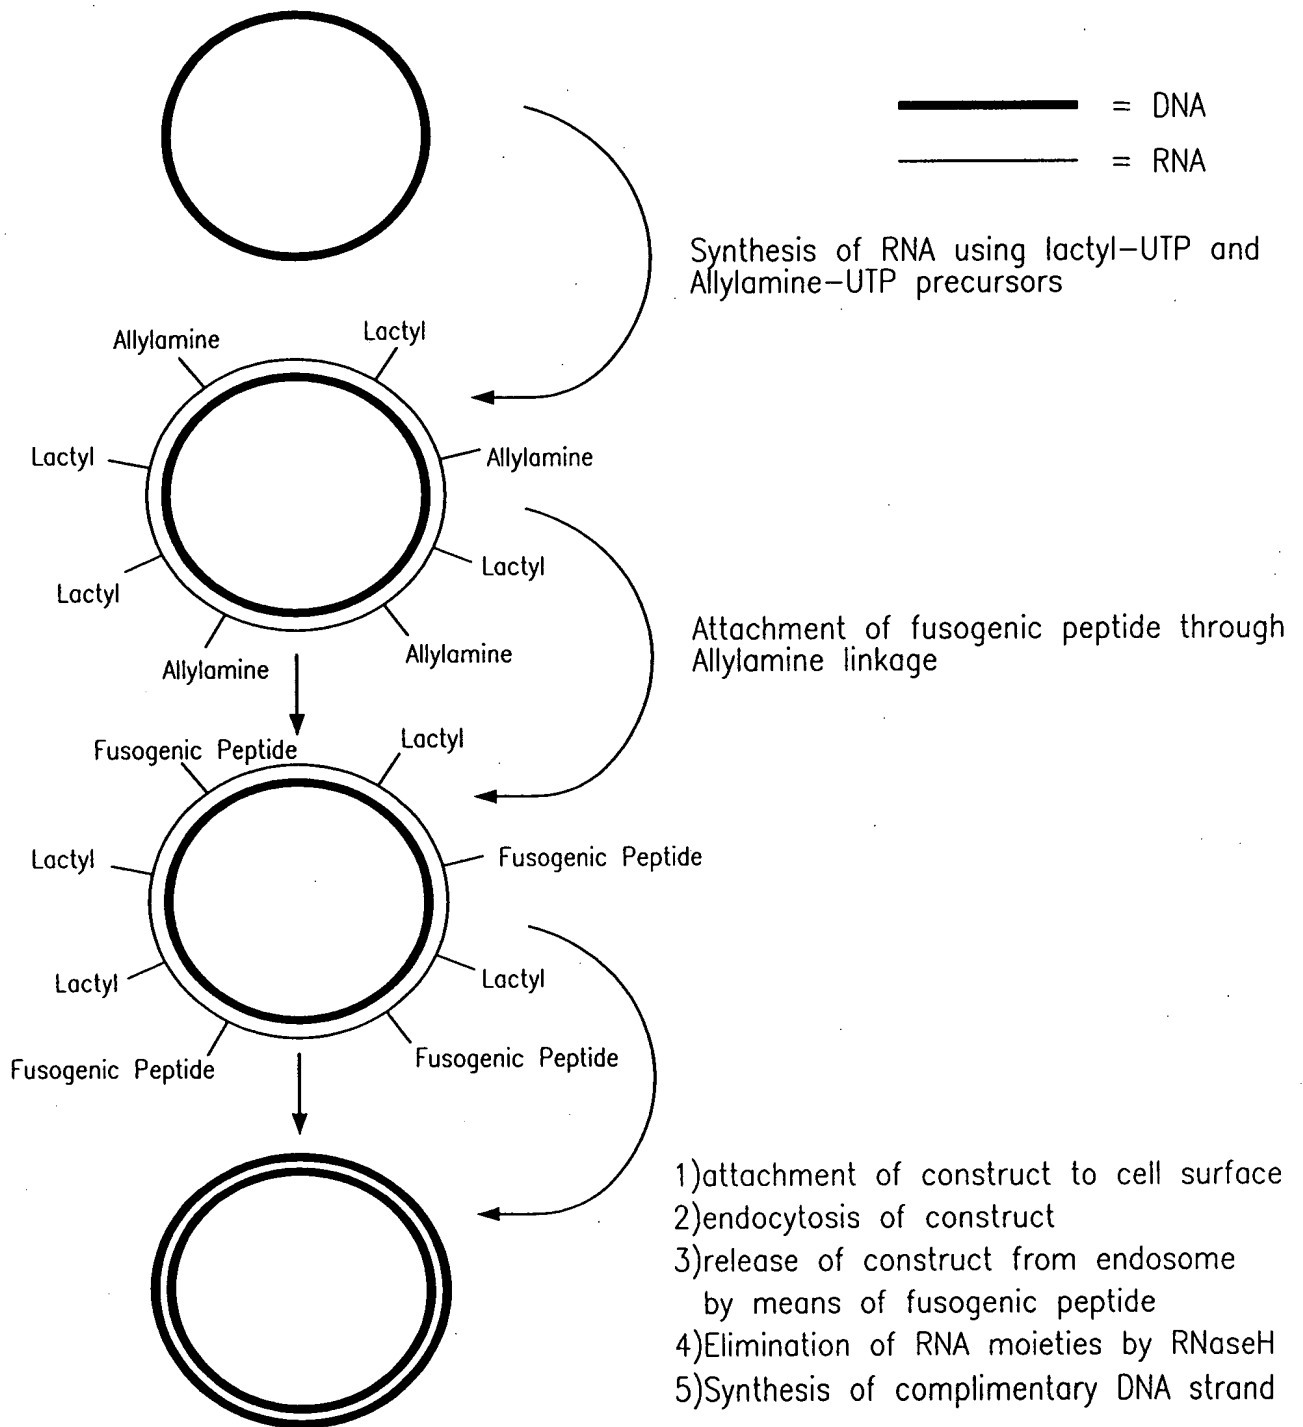 = DNA
= RNA
Synthesis of RNA using lactyl-UTP and
Allylamine-UTP precursors
Allylamine
Lactyl
Lactyl
Allylamine
Lactyl
Lactyl
Allylamine
Allylamine
Attachment of fusogenic peptide through
Allylamine linkage
Fusogenic Peptide
Lactyl
Lactyl
Fusogenic Peptide
Lactyl
Lactyl
Fusogenic Peptide
Fusogenic Peptide
1)attachment of construct to cell surface
2)endocytosis of construct
3)release of construct from endosome
by means of fusogenic peptide
4)Elimination of RNA moieties by RNaseH
5)Synthesis of complimentary DNA strand